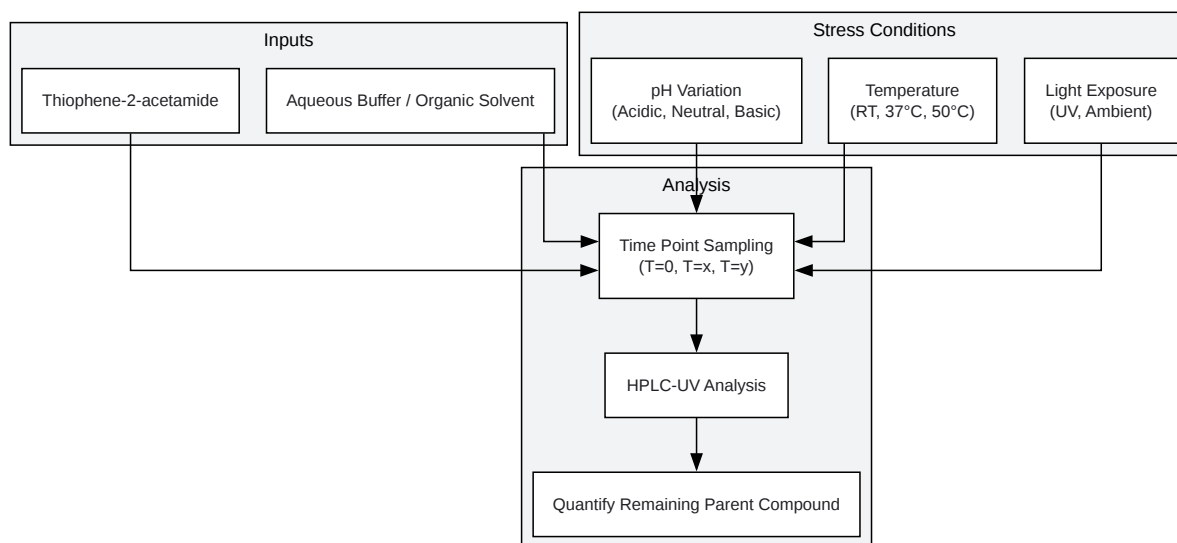 Inputs
Thiophene-2-acetamide
Aqueous Buffer / Organic Solvent
Stress Conditions
pH Variation
(Acidic, Neutral, Basic)
Temperature
(RT, 37°C, 50°C)
Light Exposure
(UV, Ambient)
Analysis
Time Point Sampling
(T=0, T=x, T=y)
HPLC-UV Analysis
Quantify Remaining Parent Compound